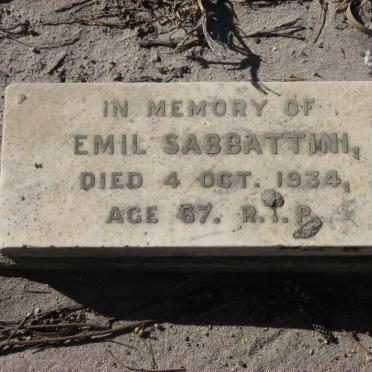 IN MEMORY OF
EMIL SABBATTINI,
DIED 4 OCT. 1934,
AGE 67. R.I.P.